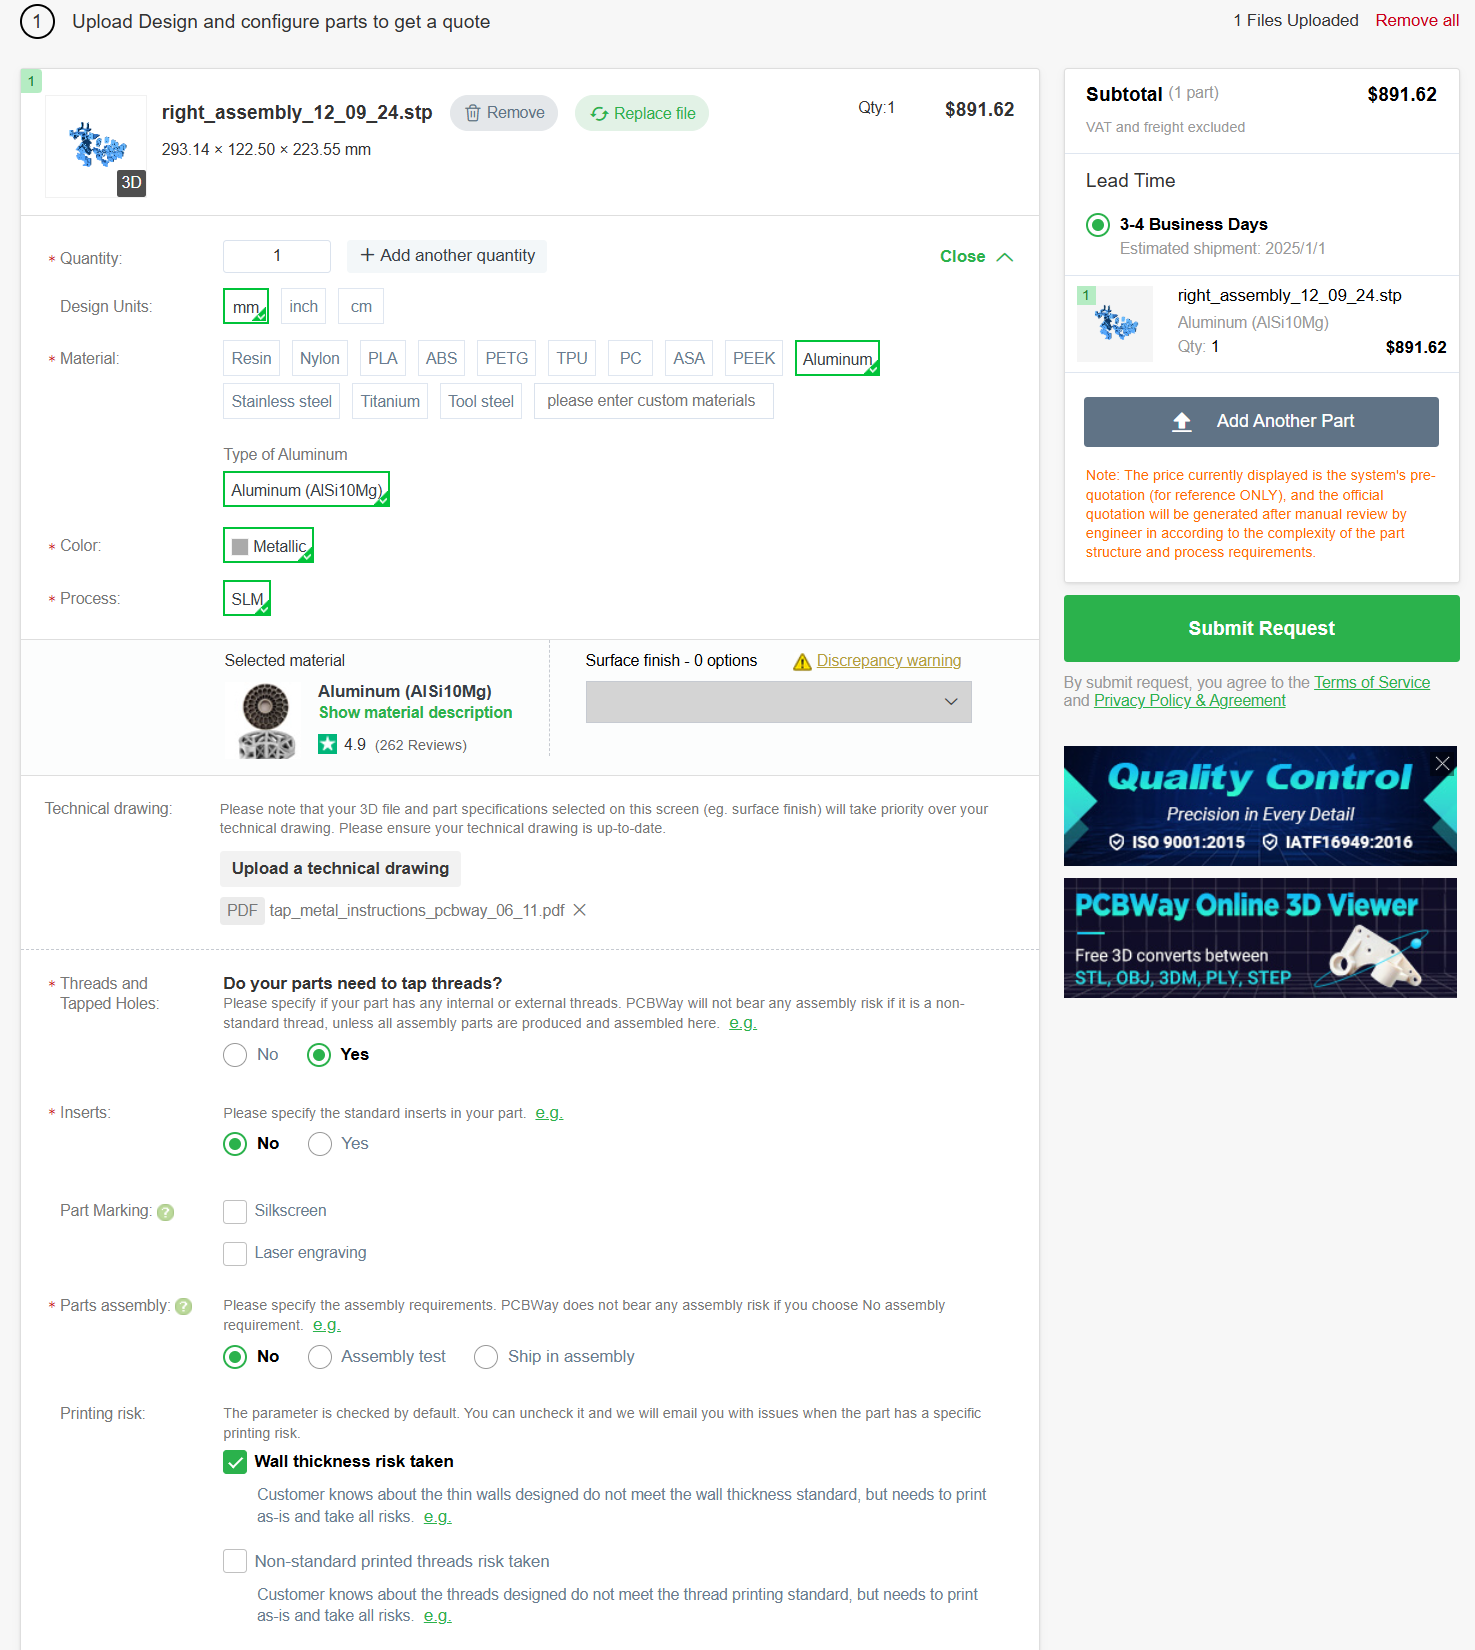 1 Upload Design and configure parts to get a quote
1 Files Uploaded Remove all
1
right_assembly_12_09_24.stp Remove Replace file Qty:1 $891.62
293.14 × 122.50 × 223.55 mm
3D
* Quantity: 1 + Add another quantity Close
Design Units: mm inch cm
* Material: Resin Nylon PLA ABS PETG TPU PC ASA PEEK Aluminum
Stainless steel Titanium Tool steel please enter custom materials
Type of Aluminum
Aluminum (AlSi10Mg)
* Color: Metallic
* Process: SLM
Selected material
Aluminum (AlSi10Mg)
Show material description
4.9 (262 Reviews)
Surface finish - 0 options Discrepancy warning
Technical drawing: Please note that your 3D file and part specifications selected on this screen (eg. surface finish) will take priority over your
technical drawing. Please ensure your technical drawing is up-to-date.
Upload a technical drawing
PDF tap_metal_instructions_pcbway_06_11.pdf
* Threads and
Tapped Holes:
Do your parts need to tap threads?
Please specify if your part has any internal or external threads. PCBWay will not bear any assembly risk if it is a non-
standard thread, unless all assembly parts are produced and assembled here. e.g.
No Yes
* Inserts: Please specify the standard inserts in your part. e.g.
No Yes
Part Marking: ? Silkscreen
Laser engraving
* Parts assembly: ? Please specify the assembly requirements. PCBWay does not bear any assembly risk if you choose No assembly
requirement. e.g.
No Assembly test Ship in assembly
Printing risk: The parameter is checked by default. You can uncheck it and we will email you with issues when the part has a specific
printing risk.
Wall thickness risk taken
Customer knows about the thin walls designed do not meet the wall thickness standard, but needs to print
as-is and take all risks. e.g.
Non-standard printed threads risk taken
Customer knows about the threads designed do not meet the thread printing standard, but needs to print
as-is and take all risks. e.g.
Subtotal (1 part) $891.62
VAT and freight excluded
Lead Time
3-4 Business Days
Estimated shipment: 2025/1/1
1
right_assembly_12_09_24.stp
Aluminum (AlSi10Mg)
Qty: 1 $891.62
Add Another Part
Note: The price currently displayed is the system's pre-
quotation (for reference ONLY), and the official
quotation will be generated after manual review by
engineer in according to the complexity of the part
structure and process requirements.
Submit Request
By submit request, you agree to the Terms of Service
and Privacy Policy & Agreement
Quality Control
Precision in Every Detail
ISO 9001:2015 IATF16949:2016
PCBWay Online 3D Viewer
Free 3D converts between
STL, OBJ, 3DM, PLY, STEP